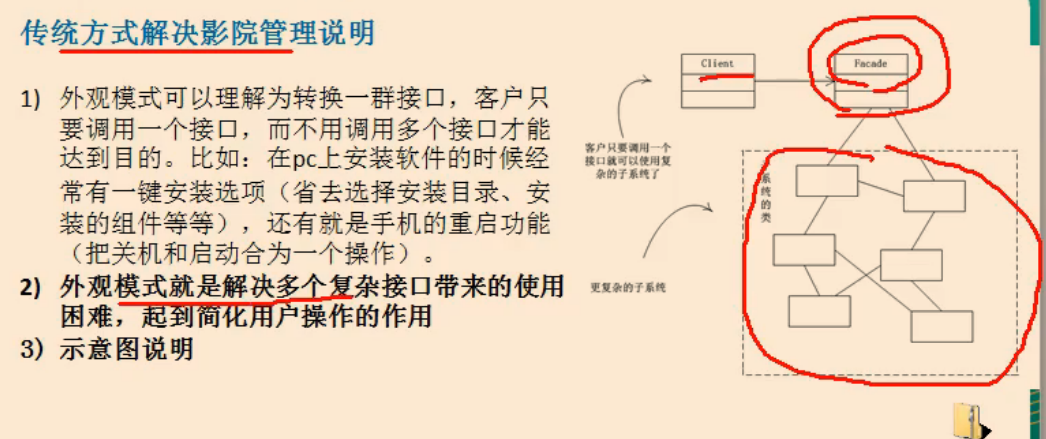 传统方式解决影院管理说明
1) 外观模式可以理解为转换一群接口，客户只
要调用一个接口，而不用调用多个接口才能
达到目的。比如：在pc上安装软件的时候经
常有一键安装选项（省去选择安装目录、安
装的组件等等），还有就是手机的重启功能
（把关机和启动合为一个操作）。
2) 外观模式就是解决多个复杂接口带来的使用
困难，起到简化用户操作的作用
3) 示意图说明
Client
Facade
客户只要调用一个
接口就可以使用复
杂的子系统了
系统的类
更复杂的子系统